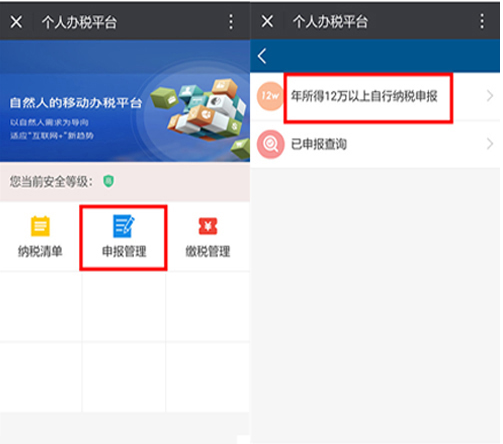 个人办税平台
自然人的移动办税平台
以自然人需求为导向
适应"互联网+"新趋势
您当前安全等级：
纳税清单
申报管理
缴税管理
个人办税平台
12w
年所得12万以上自行纳税申报
已申报查询